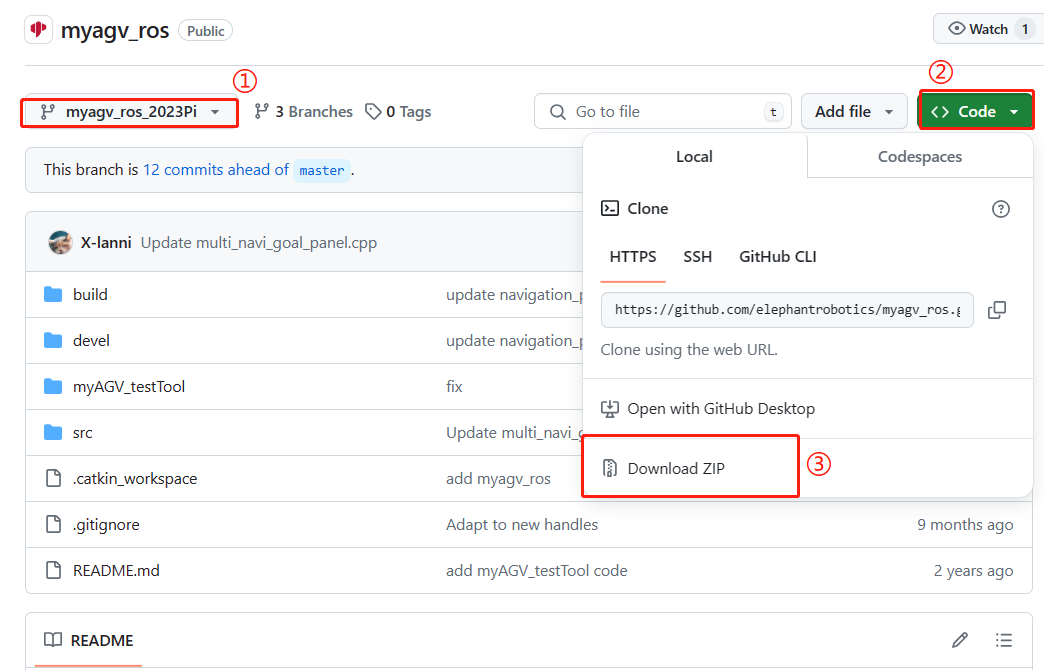 myagv_ros Public Watch 1
① ②
myagv_ros_2023Pi 3 Branches 0 Tags Go to file t Add file <> Code
This branch is 12 commits ahead of master .
Local Codespaces
Clone
HTTPS SSH GitHub CLI
https://github.com/elephantrobotics/myagv_ros.g
Clone using the web URL.
Open with GitHub Desktop
Download ZIP ③
X-lanni Update multi_navi_goal_panel.cpp
build update navigation_p
devel update navigation_p
myAGV_testTool fix
src Update multi_navi_g
.catkin_workspace add myagv_ros
.gitignore Adapt to new handles 9 months ago
README.md add myAGV_testTool code 2 years ago
README